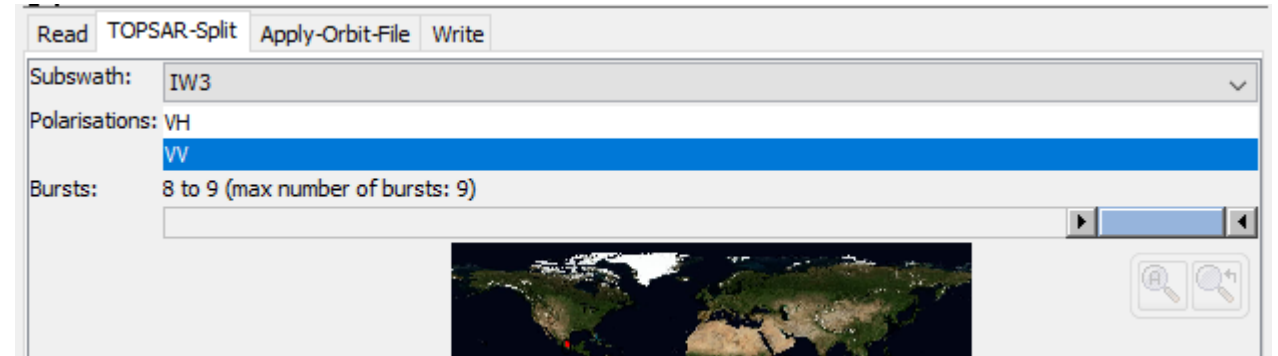 Read TOPSAR-Split Apply-Orbit-File Write
Subswath: IW3
Polarisations: VH
VV
Bursts: 8 to 9 (max number of bursts: 9)